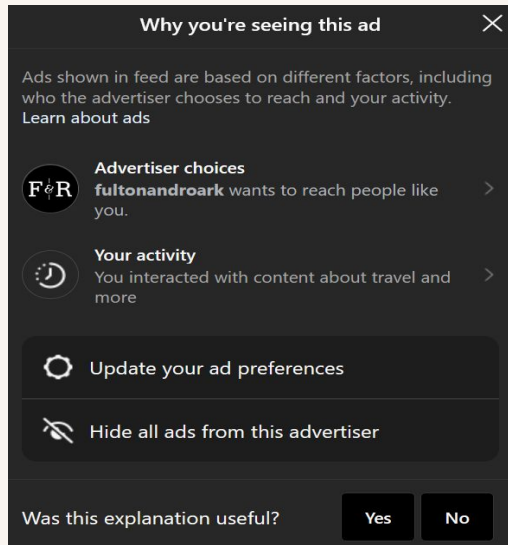 Why you're seeing this ad
Ads shown in feed are based on different factors, including
who the advertiser chooses to reach and your activity.
Learn about ads
F&R
Advertiser choices
fultonandroark wants to reach people like
you.
Your activity
You interacted with content about travel and
more
Update your ad preferences
Hide all ads from this advertiser
Was this explanation useful?
Yes
No